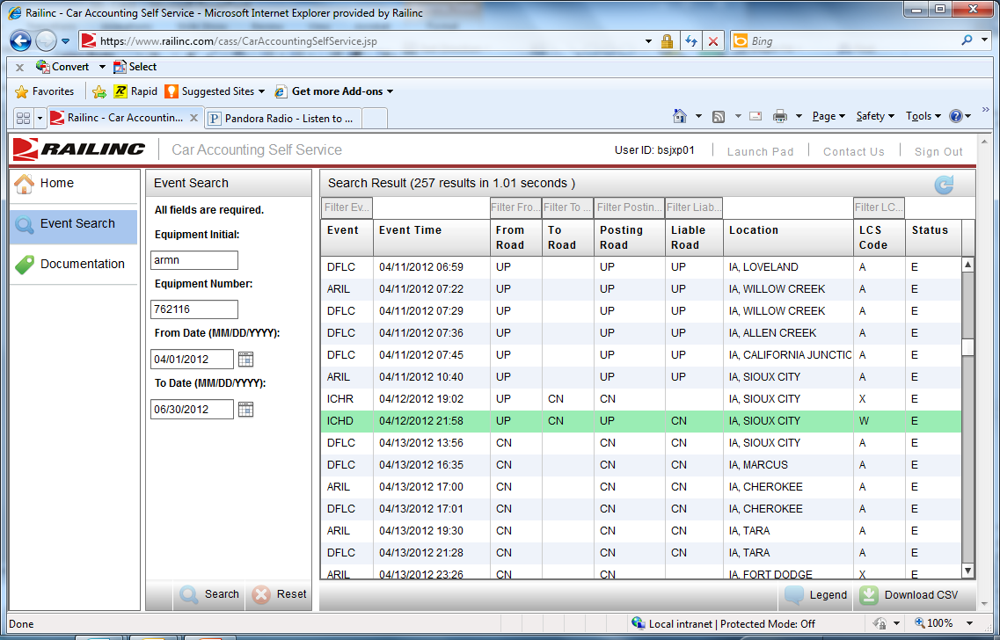 Railinc - Car Accounting Self Service - Microsoft Internet Explorer provided by Railinc
https://www.railinc.com/cass/CarAccountingSelfService.jsp
Bing
Convert Select
Favorites Rapid Suggested Sites Get more Add-ons
Railinc - Car Accountin... Pandora Radio - Listen to ... Page Safety Tools
RAILINC Car Accounting Self Service User ID: bsjxp01 Launch Pad Contact Us Sign Out
Home
Event Search
Documentation
Event Search
All fields are required.
Equipment Initial:
armn
Equipment Number:
762116
From Date (MM/DD/YYYY):
04/01/2012
To Date (MM/DD/YYYY):
06/30/2012
Search Reset
Search Result (257 results in 1.01 seconds )
Filter Ev... Filter Fro... Filter To ... Filter Postin... Filter Liab... Filter LC...
Event Event Time From Road To Road Posting Road Liable Road Location LCS Code Status
DFLC 04/11/2012 06:59 UP UP UP IA, LOVELAND A E
ARIL 04/11/2012 07:22 UP UP UP IA, WILLOW CREEK A E
DFLC 04/11/2012 07:29 UP UP UP IA, WILLOW CREEK A E
DFLC 04/11/2012 07:36 UP UP UP IA, ALLEN CREEK A E
DFLC 04/11/2012 07:45 UP UP UP IA, CALIFORNIA JUNCTIC A E
ARIL 04/11/2012 10:40 UP UP UP IA, SIOUX CITY A E
ICHR 04/12/2012 19:02 UP CN CN IA, SIOUX CITY X E
ICHD 04/12/2012 21:58 UP CN UP CN IA, SIOUX CITY W E
DFLC 04/13/2012 13:56 CN CN CN IA, SIOUX CITY A E
DFLC 04/13/2012 16:35 CN CN CN IA, MARCUS A E
ARIL 04/13/2012 17:00 CN CN CN IA, CHEROKEE A E
DFLC 04/13/2012 17:01 CN CN CN IA, CHEROKEE A E
ARIL 04/13/2012 19:30 CN CN CN IA, TARA A E
DFLC 04/13/2012 21:28 CN CN CN IA, TARA A E
ARIL 04/13/2012 23:26 CN CN CN IA, FORT DODGE X E
Legend Download CSV
Done Local intranet | Protected Mode: Off 100%